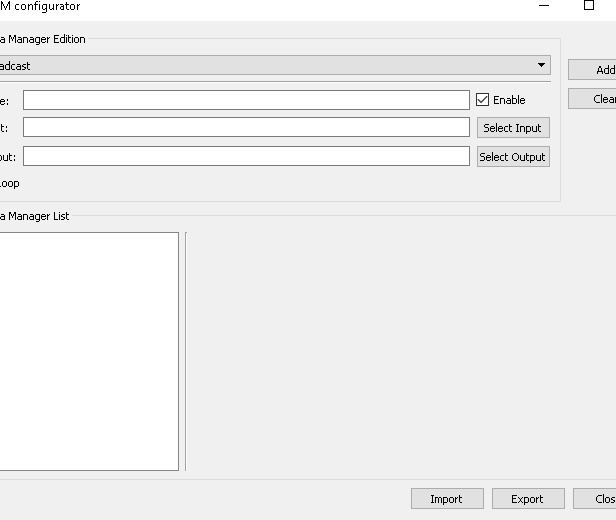 M configurator
a Manager Edition
adcast
Add
e:
Enable
Clea
t:
Select Input
out:
Select Output
Loop
a Manager List
Import
Export
Clos